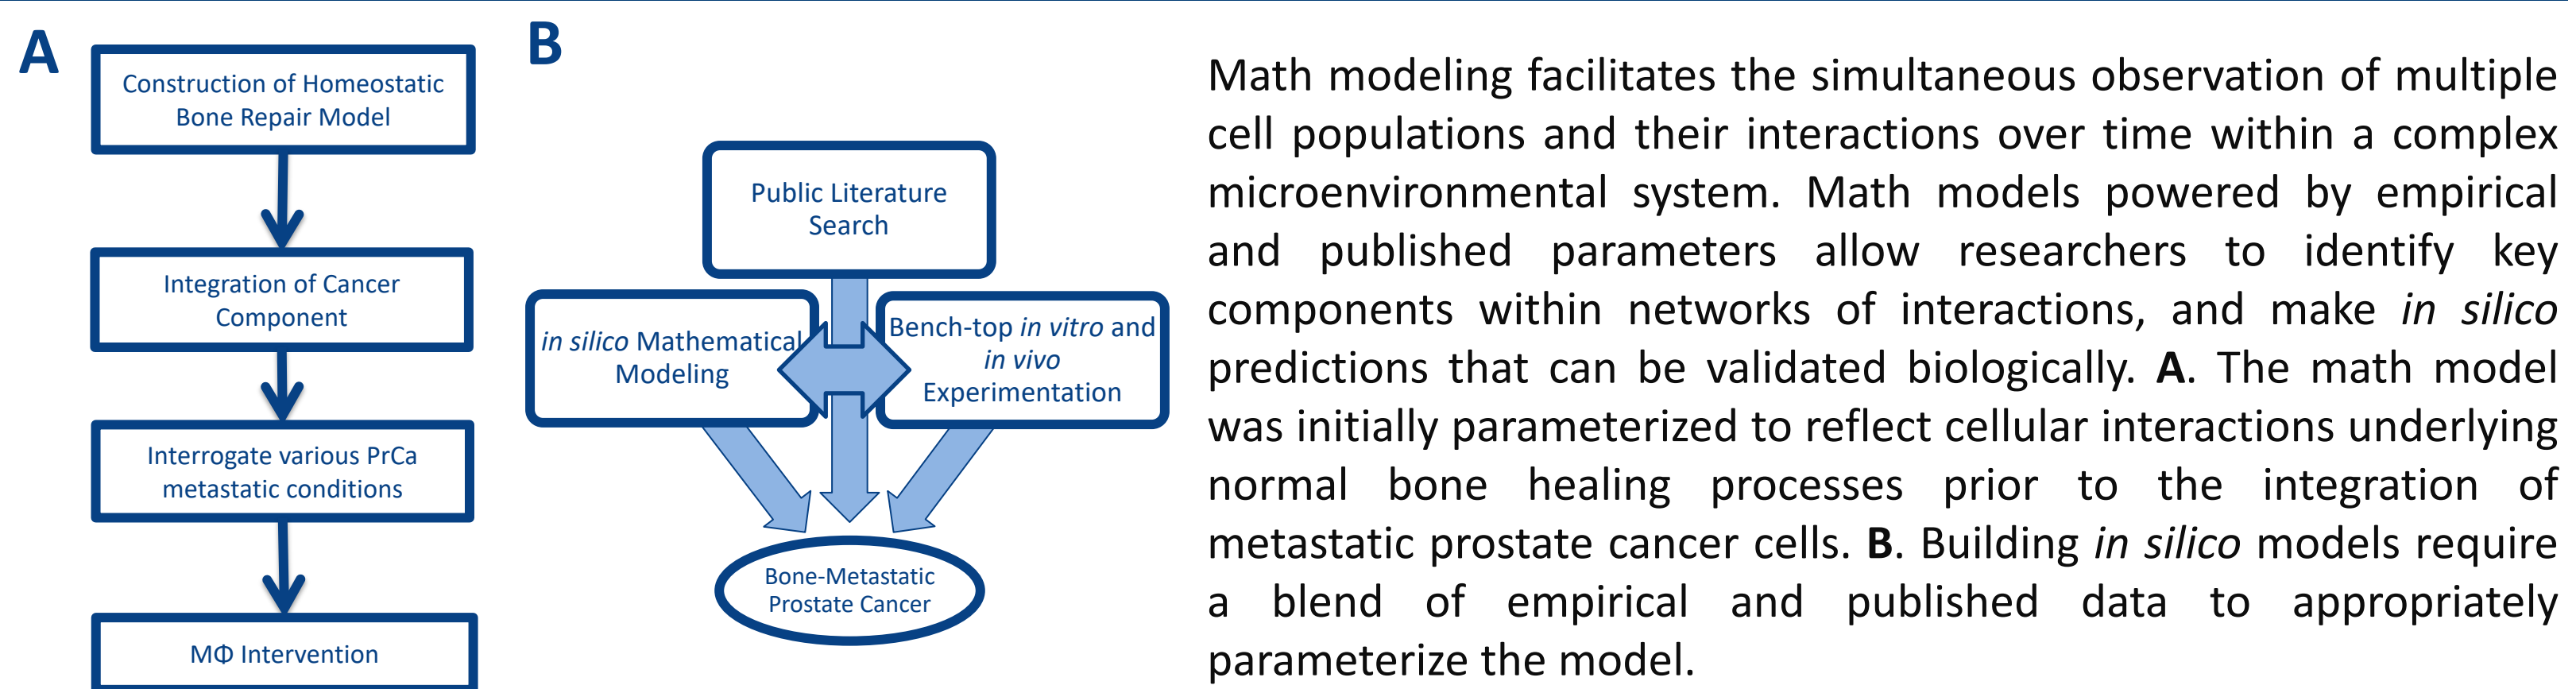 A
Construction of Homeostatic
Bone Repair Model
Integration of Cancer
Component
Interrogate various PrCa
metastatic conditions
MΦ Intervention
B
Public Literature
Search
in silico Mathematical
Modeling
Bench-top in vitro and
in vivo
Experimentation
Bone-Metastatic
Prostate Cancer
Math modeling facilitates the simultaneous observation of multiple
cell populations and their interactions over time within a complex
microenvironmental system. Math models powered by empirical
and published parameters allow researchers to identify key
components within networks of interactions, and make in silico
predictions that can be validated biologically. A. The math model
was initially parameterized to reflect cellular interactions underlying
normal bone healing processes prior to the integration of
metastatic prostate cancer cells. B. Building in silico models require
a blend of empirical and published data to appropriately
parameterize the model.